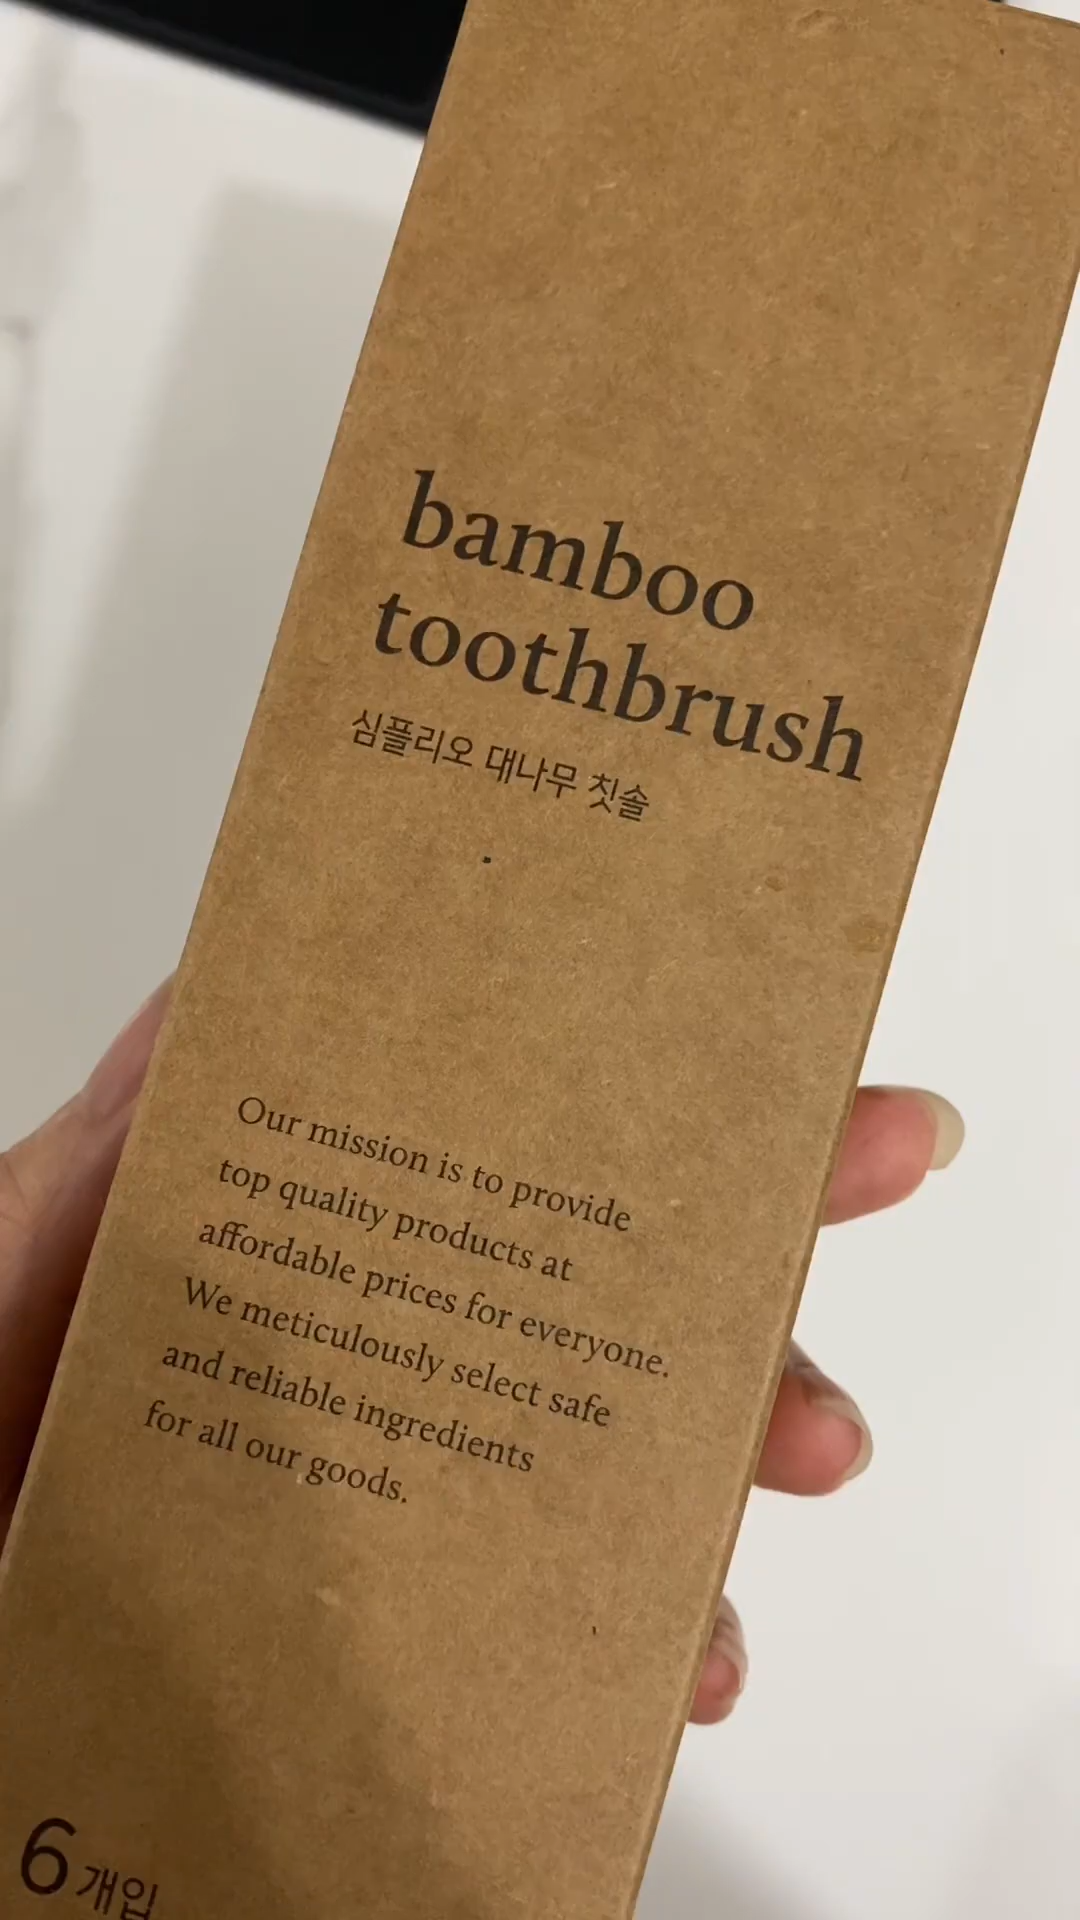 bamboo
toothbrush
심플리오 대나무 칫솔
Our mission is to provide
top quality products at
affordable prices for everyone.
We meticulously select safe
and reliable ingredients
for all our goods.
6개입